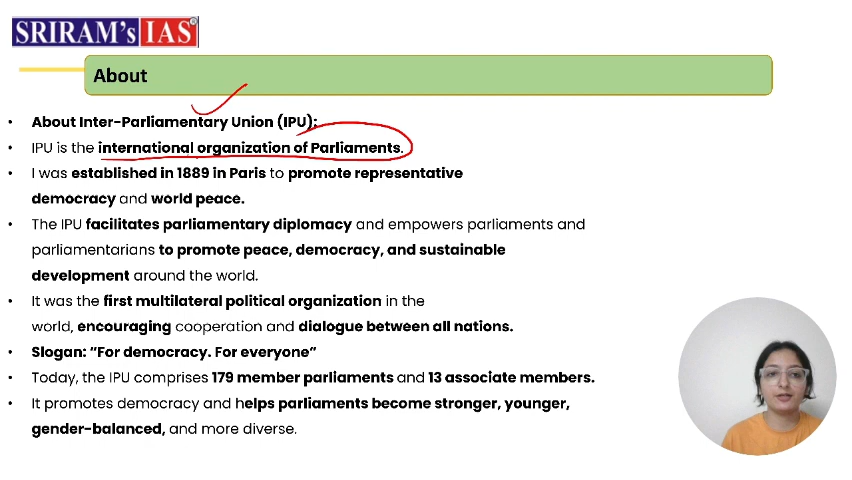 SRIRAM's IAS
About
• About Inter-Parliamentary Union (IPU):
• IPU is the international organization of Parliaments.
• I was established in 1889 in Paris to promote representative
democracy and world peace.
• The IPU facilitates parliamentary diplomacy and empowers parliaments and
parliamentarians to promote peace, democracy, and sustainable
development around the world.
• It was the first multilateral political organization in the
world, encouraging cooperation and dialogue between all nations.
• Slogan: “For democracy. For everyone”
• Today, the IPU comprises 179 member parliaments and 13 associate members.
• It promotes democracy and helps parliaments become stronger, younger,
gender-balanced, and more diverse.